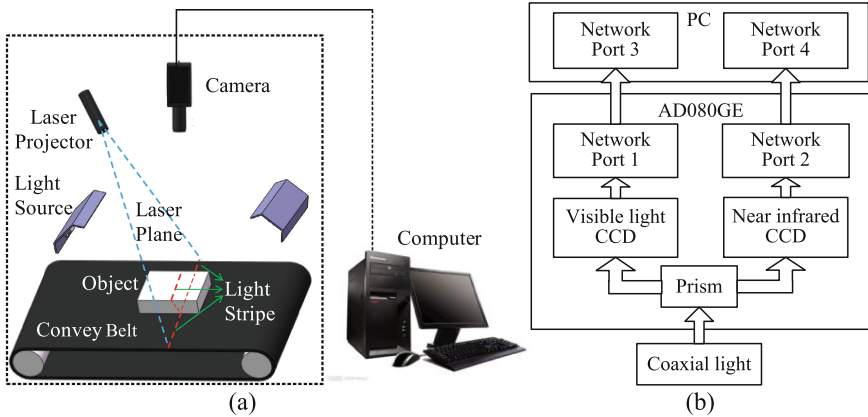 Camera
Laser
Projector
Light
Source
Laser
Plane
Object
Light
Stripe
Convey Belt
Computer
(a)
PC
Network
Port 3
Network
Port 4
AD080GE
Network
Port 1
Network
Port 2
Visible light
CCD
Near infrared
CCD
Prism
Coaxial light
(b)